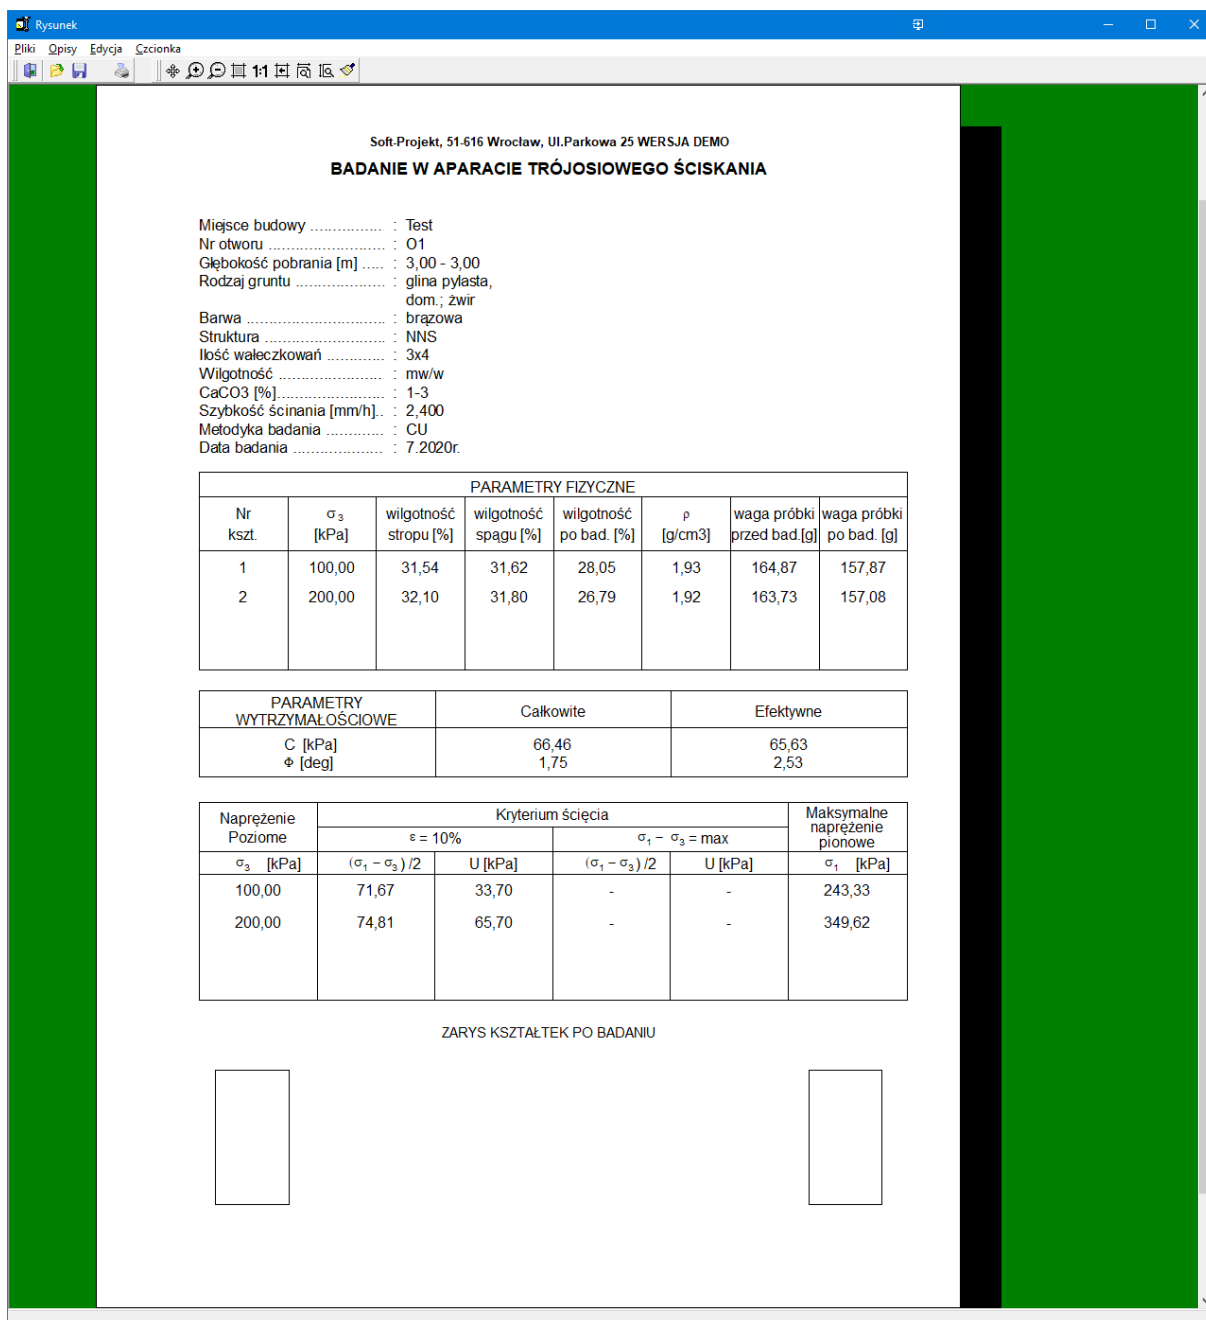 Rysunek
Pliki Opisy Edycja Czcionka
1:1
Soft-Projekt, 51-616 Wrocław, Ul.Parkowa 25 WERSJA DEMO
BADANIE W APARACIE TRÓJOSIOWEGO ŚCISKANIA
Miejsce budowy ................ : Test
Nr otworu .......................... : O1
Głębokość pobrania [m] ..... : 3,00 - 3,00
Rodzaj gruntu .................... : glina pylasta,
dom.; żwir
Barwa ............................... : brązowa
Struktura ........................... : NNS
Ilość wałeczkowań ............. : 3x4
Wilgotność ....................... : mw/w
CaCO3 [%]........................ : 1-3
Szybkość ścinania [mm/h].. : 2,400
Metodyka badania ............. : CU
Data badania .................... : 7.2020r.
PARAMETRY FIZYCZNE
Nr σ3 wilgotność wilgotność wilgotność ρ waga próbki waga próbki
kszt. [kPa] stropu [%] spągu [%] po bad. [%] [g/cm3] przed bad.[g] po bad. [g]
1 100,00 31,54 31,62 28,05 1,93 164,87 157,87
2 200,00 32,10 31,80 26,79 1,92 163,73 157,08
PARAMETRY
WYTRZYMAŁOŚCIOWE Całkowite Efektywne
C [kPa] 66,46 65,63
Φ [deg] 1,75 2,53
Naprężenie Kryterium ścięcia Maksymalne
Poziome ε = 10% σ1 − σ3 = max naprężenie
pionowe
σ3 [kPa] (σ1 − σ3) /2 U [kPa] (σ1 − σ3) /2 U [kPa] σ1 [kPa]
100,00 71,67 33,70 - - 243,33
200,00 74,81 65,70 - - 349,62
ZARYS KSZTAŁTEK PO BADANIU